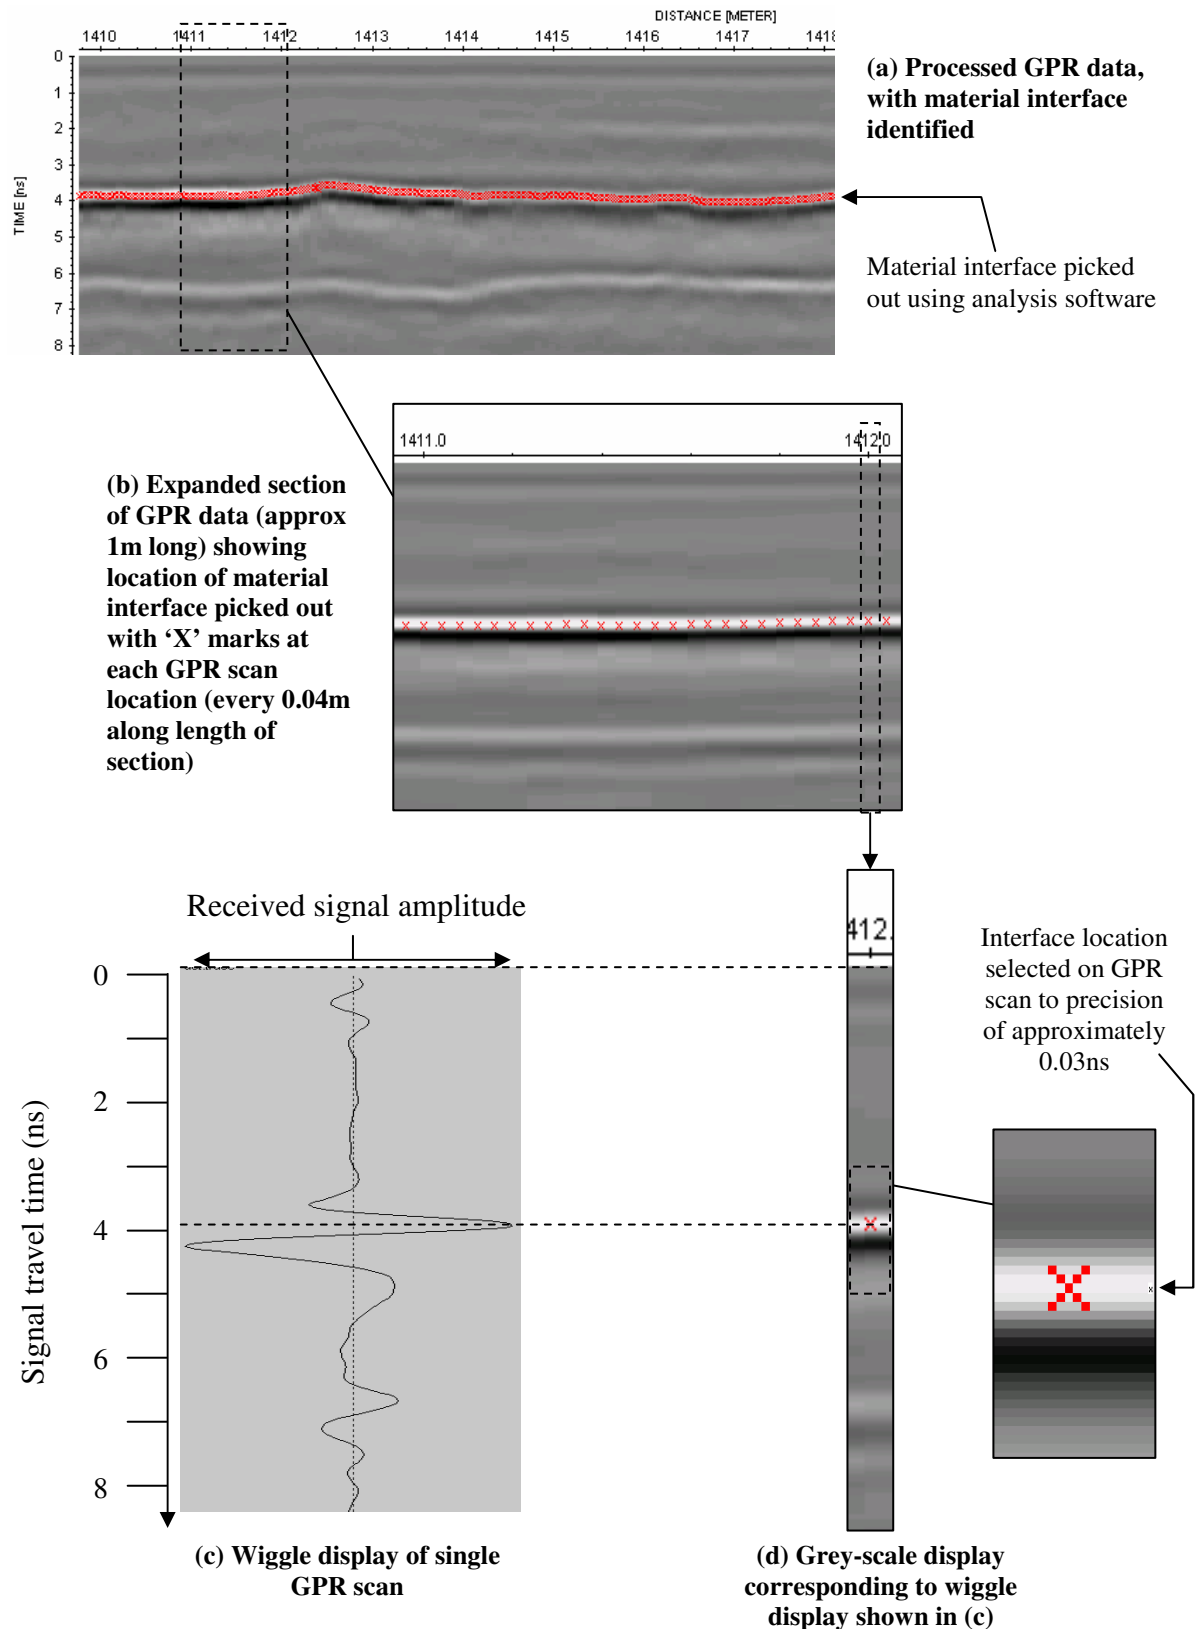 DISTANCE [METER]
1410 1411 1412 1413 1414 1415 1416 1417 1418
0
1
2
3
4
5
6
7
8
TIME [ns]
(a) Processed GPR data,
with material interface
identified
Material interface picked
out using analysis software
1411.0 1412.0
(b) Expanded section
of GPR data (approx
1m long) showing
location of material
interface picked out
with ‘X’ marks at
each GPR scan
location (every 0.04m
along length of
section)
Received signal amplitude
0
2
4
6
8
Signal travel time (ns)
412.
Interface location
selected on GPR
scan to precision
of approximately
0.03ns
(c) Wiggle display of single
GPR scan
(d) Grey-scale display
corresponding to wiggle
display shown in (c)